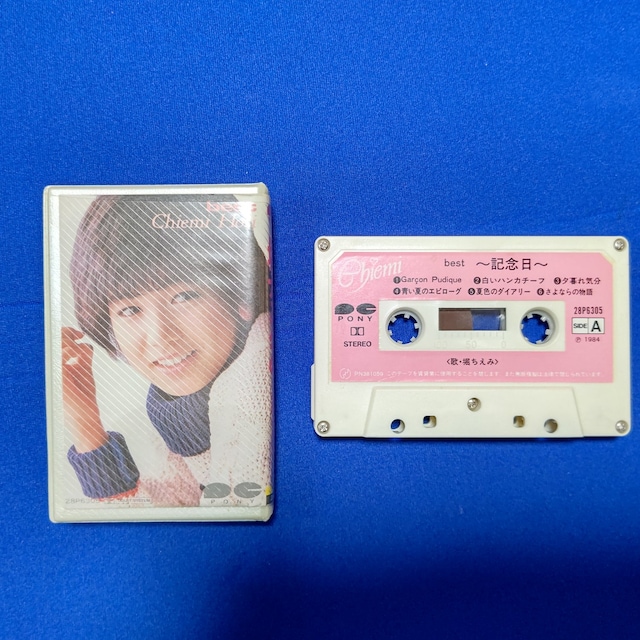 Chiemi
PC
PONY
Chiemi
best ～記念日～
❶Garçon Pudique ❷白いハンカチーフ ❸夕暮れ気分
❹青い夏のエピローグ ❺夏色のダイアリー ❻さよならの物語
PC
PONY
STEREO
28P6305
SIDE A
Ⓟ 1984
〈歌・堀ちえみ〉